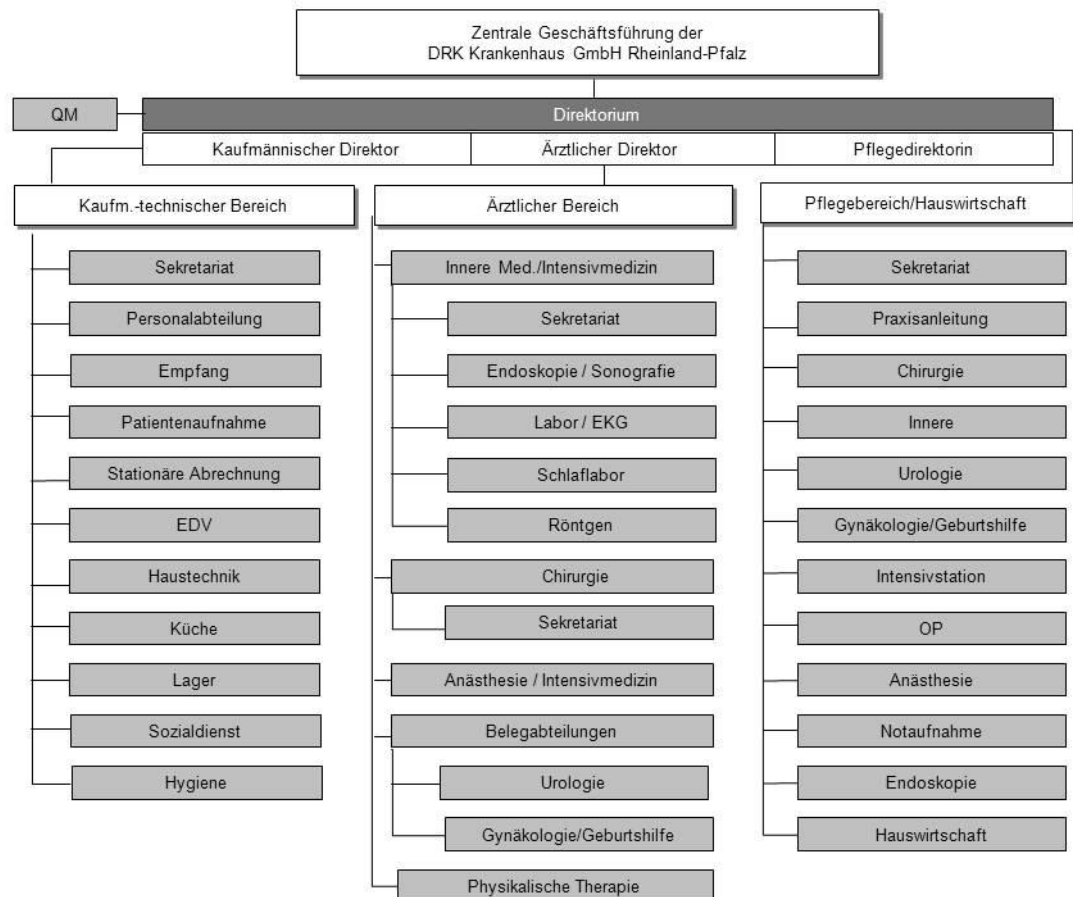 Zentrale Geschäftsführung der
DRK Krankenhaus GmbH Rheinland-Pfalz
QM
Direktorium
Kaufmännischer Direktor
Ärztlicher Direktor
Pflegedirektorin
Kaufm.-technischer Bereich
Sekretariat
Personalabteilung
Empfang
Patientenaufnahme
Stationäre Abrechnung
EDV
Haustechnik
Küche
Lager
Sozialdienst
Hygiene
Ärztlicher Bereich
Innere Med./Intensivmedizin
Sekretariat
Endoskopie / Sonografie
Labor / EKG
Schlaflabor
Röntgen
Chirurgie
Sekretariat
Anästhesie / Intensivmedizin
Belegabteilungen
Urologie
Gynäkologie/Geburtshilfe
Physikalische Therapie
Pflegebereich/Hauswirtschaft
Sekretariat
Praxisanleitung
Chirurgie
Innere
Urologie
Gynäkologie/Geburtshilfe
Intensivstation
OP
Anästhesie
Notaufnahme
Endoskopie
Hauswirtschaft